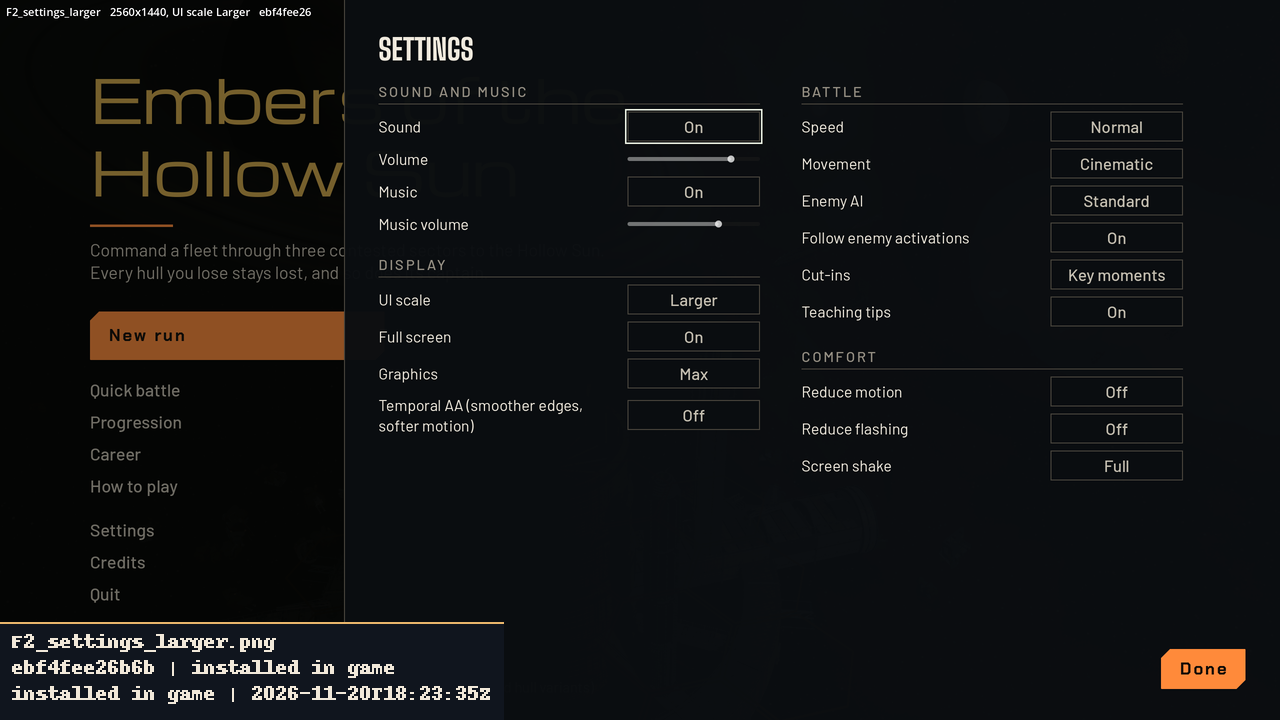 F2_settings_larger 2560x1440, UI scale Larger ebf4fee26
Embers of the
Hollow Sun
Command a fleet through three co
Every hull you lose stays lost, and
New run
Quick battle
Progression
Career
How to play
Settings
Credits
Quit
SETTINGS
SOUND AND MUSIC
Sound On
Volume
Music On
Music volume
DISPLAY
UI scale Larger
Full screen On
Graphics Max
Temporal AA (smoother edges,
softer motion) Off
BATTLE
Speed Normal
Movement Cinematic
Enemy AI Standard
Follow enemy activations On
Cut-ins Key moments
Teaching tips On
COMFORT
Reduce motion Off
Reduce flashing Off
Screen shake Full
Done
F2_settings_larger.png
ebf4fee26b6b | installed in game
installed in game | 2026-11-20T18:23:35Z